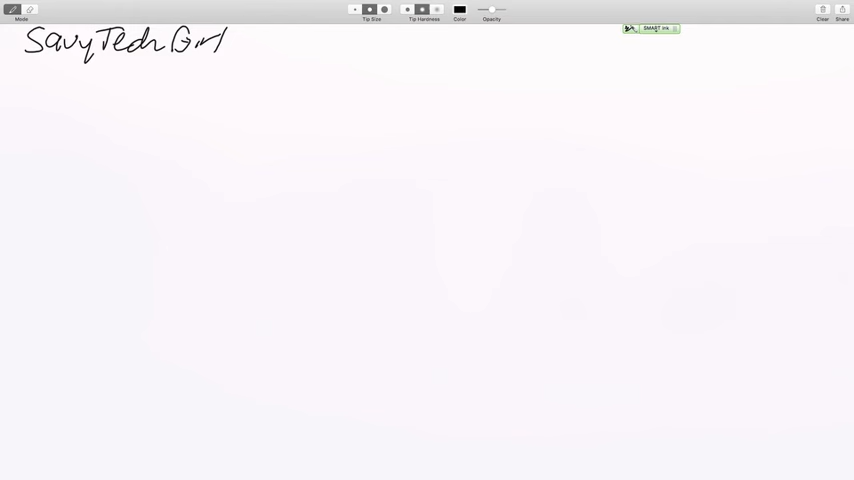 Mode
Tip Size
Tip Hardness
Color
Opacity
Clear
Share
SMART Ink
SavyTechGirl